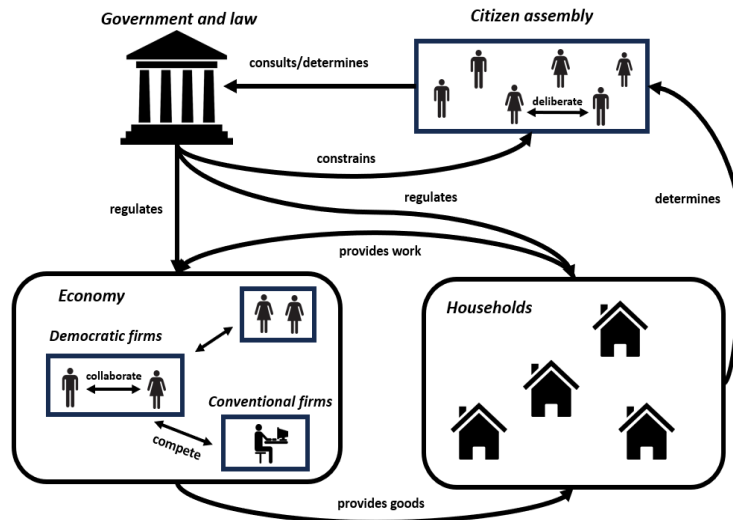 Government and law
Citizen assembly
consults/determines
deliberate
constrains
regulates
regulates
determines
provides work
Economy
Households
Democratic firms
collaborate
Conventional firms
compete
provides goods